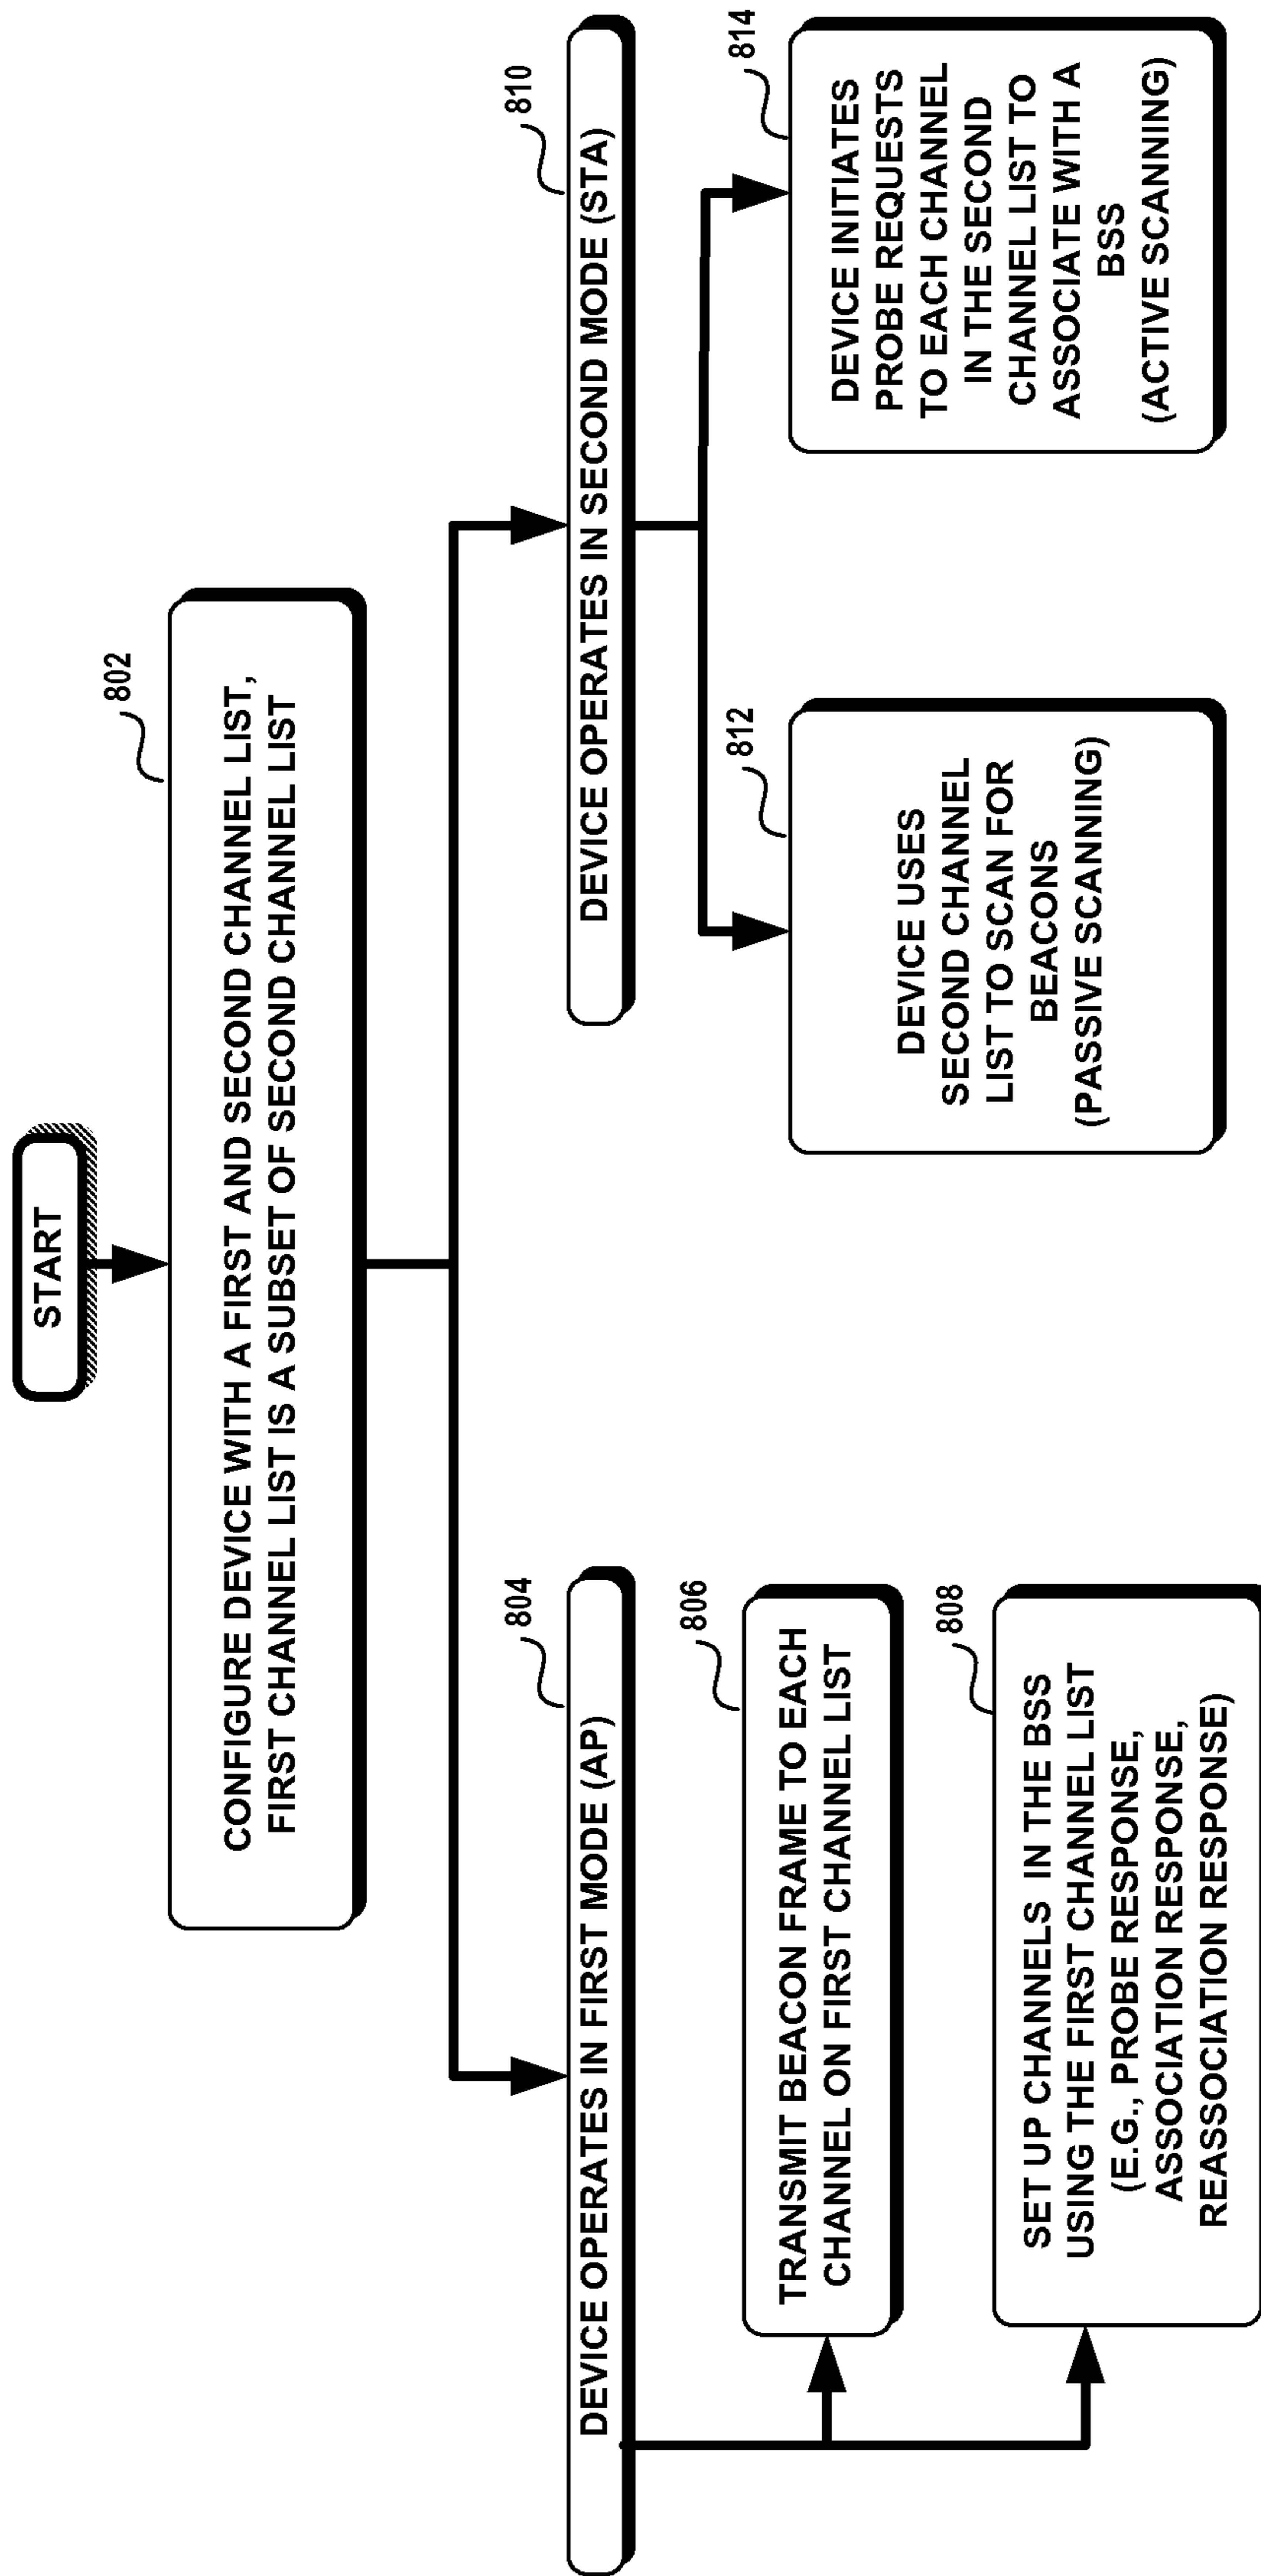 START
802
CONFIGURE DEVICE WITH A FIRST AND SECOND CHANNEL LIST,
FIRST CHANNEL LIST IS A SUBSET OF SECOND CHANNEL LIST
804
DEVICE OPERATES IN FIRST MODE (AP)
806
TRANSMIT BEACON FRAME TO EACH
CHANNEL ON FIRST CHANNEL LIST
808
SET UP CHANNELS IN THE BSS
USING THE FIRST CHANNEL LIST
(E.G., PROBE RESPONSE,
ASSOCIATION RESPONSE,
REASSOCIATION RESPONSE)
810
DEVICE OPERATES IN SECOND MODE (STA)
812
DEVICE USES
SECOND CHANNEL
LIST TO SCAN FOR
BEACONS
(PASSIVE SCANNING)
814
DEVICE INITIATES
PROBE REQUESTS
TO EACH CHANNEL
IN THE SECOND
CHANNEL LIST TO
ASSOCIATE WITH A
BSS
(ACTIVE SCANNING)